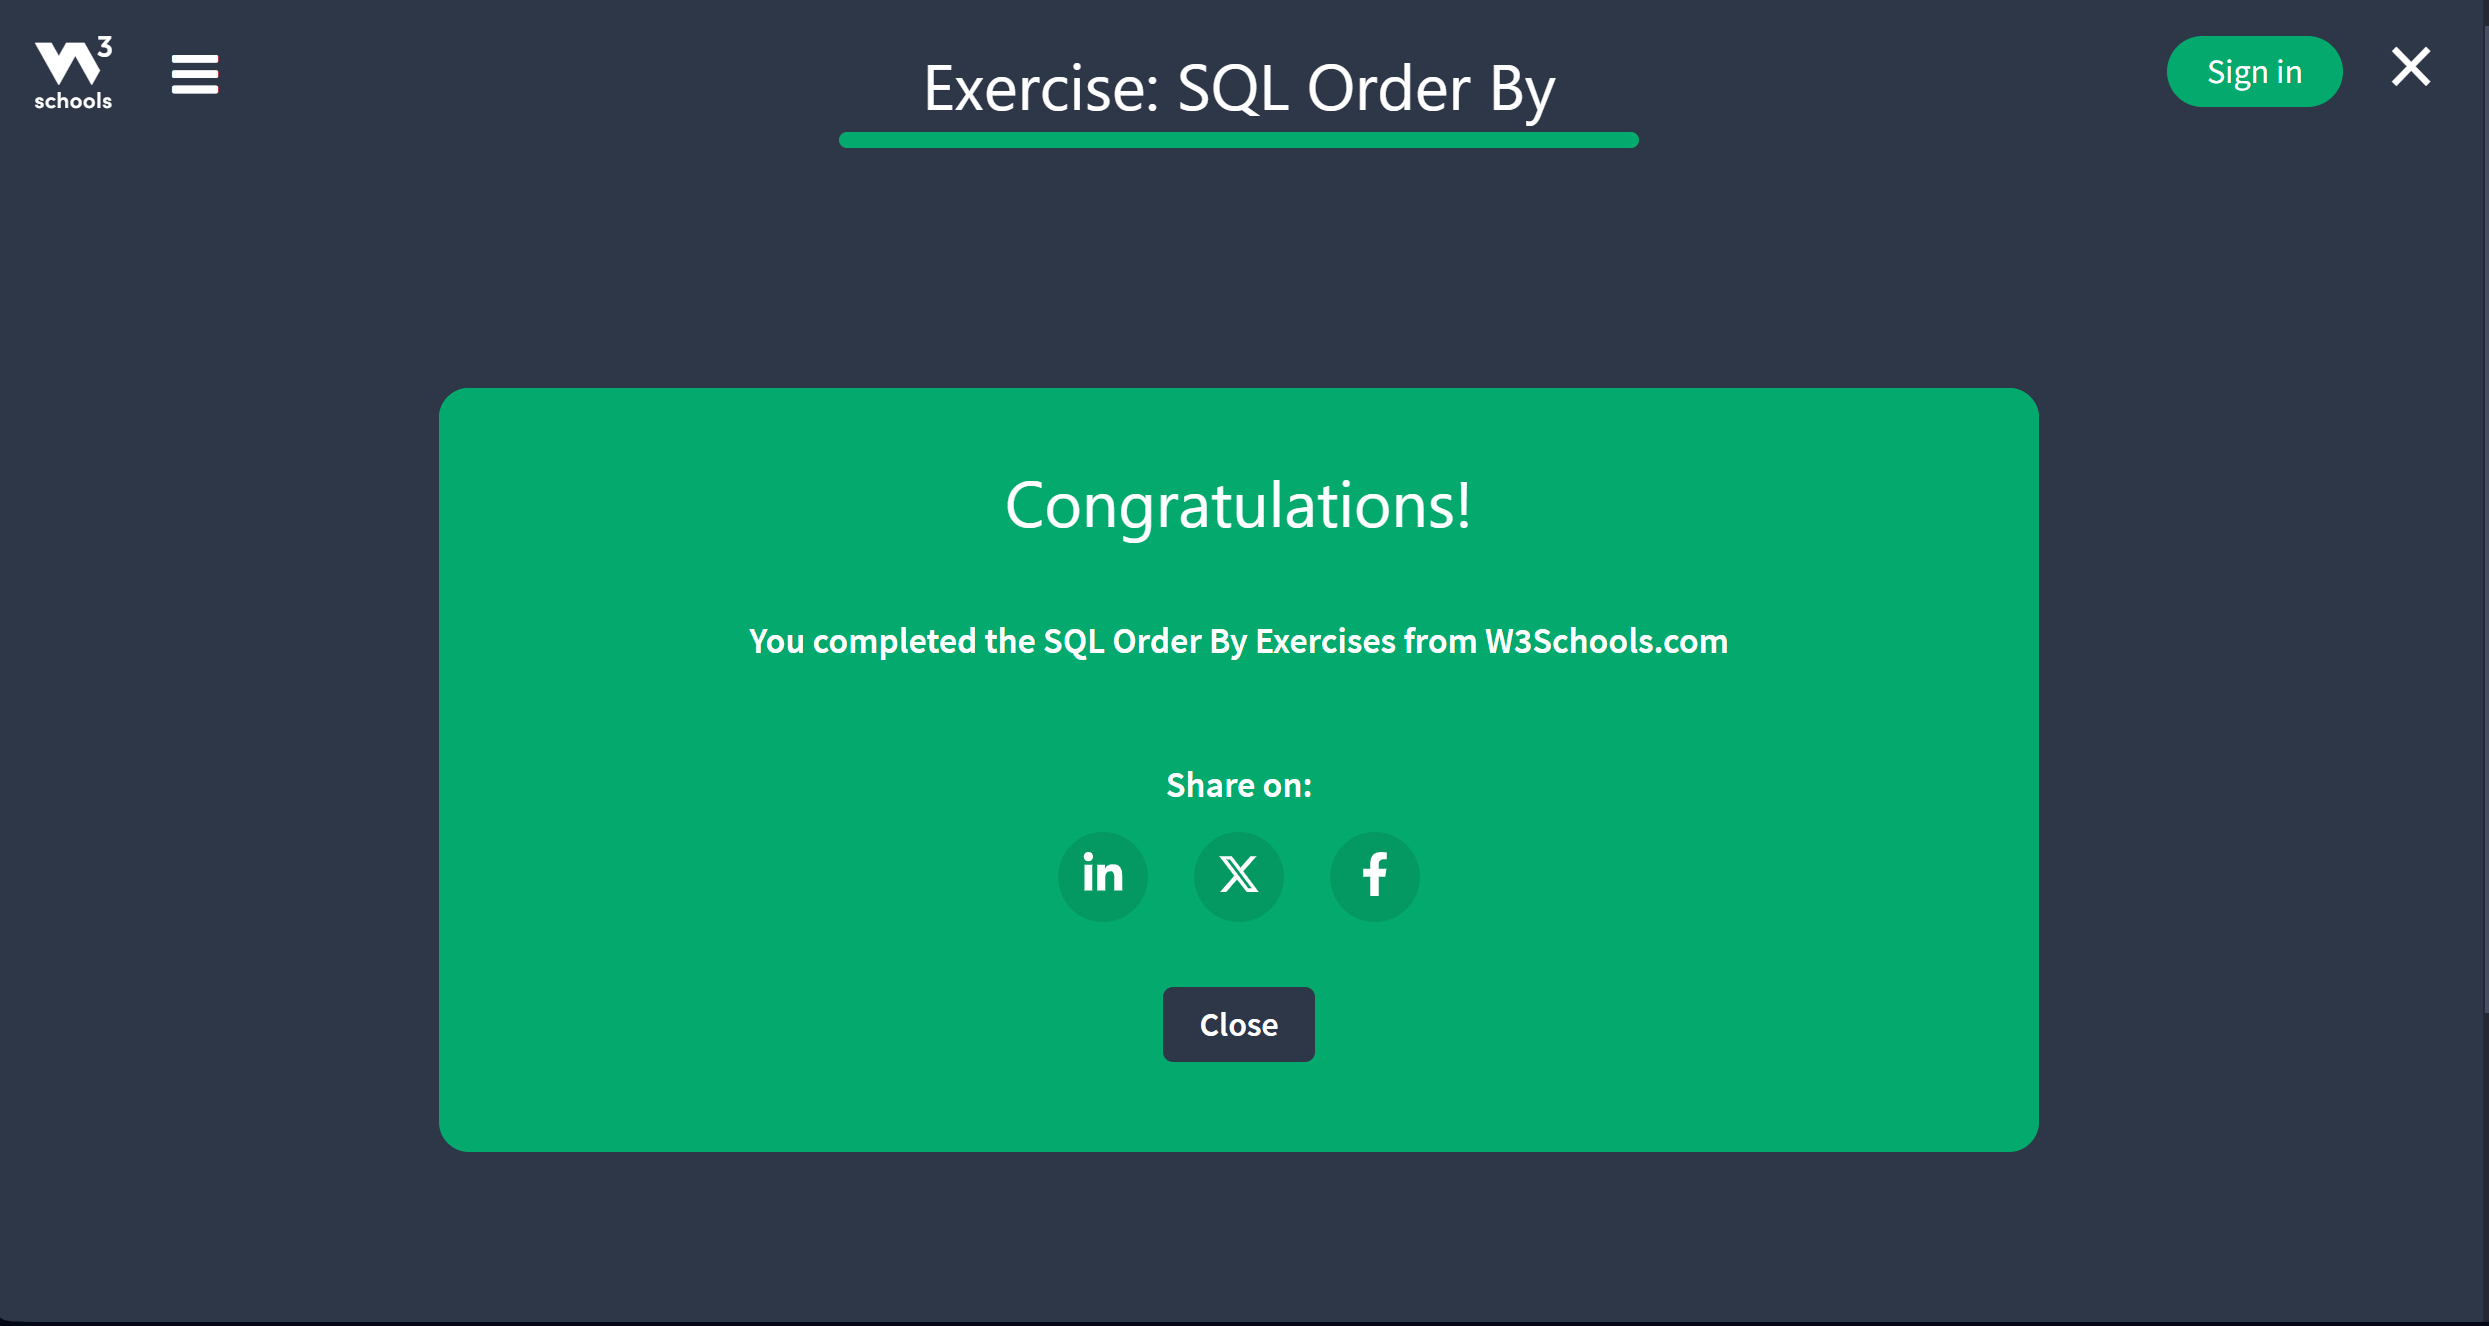 W3
schools
Exercise: SQL Order By
Sign in
Congratulations!
You completed the SQL Order By Exercises from W3Schools.com
Share on:
in
X
f
Close